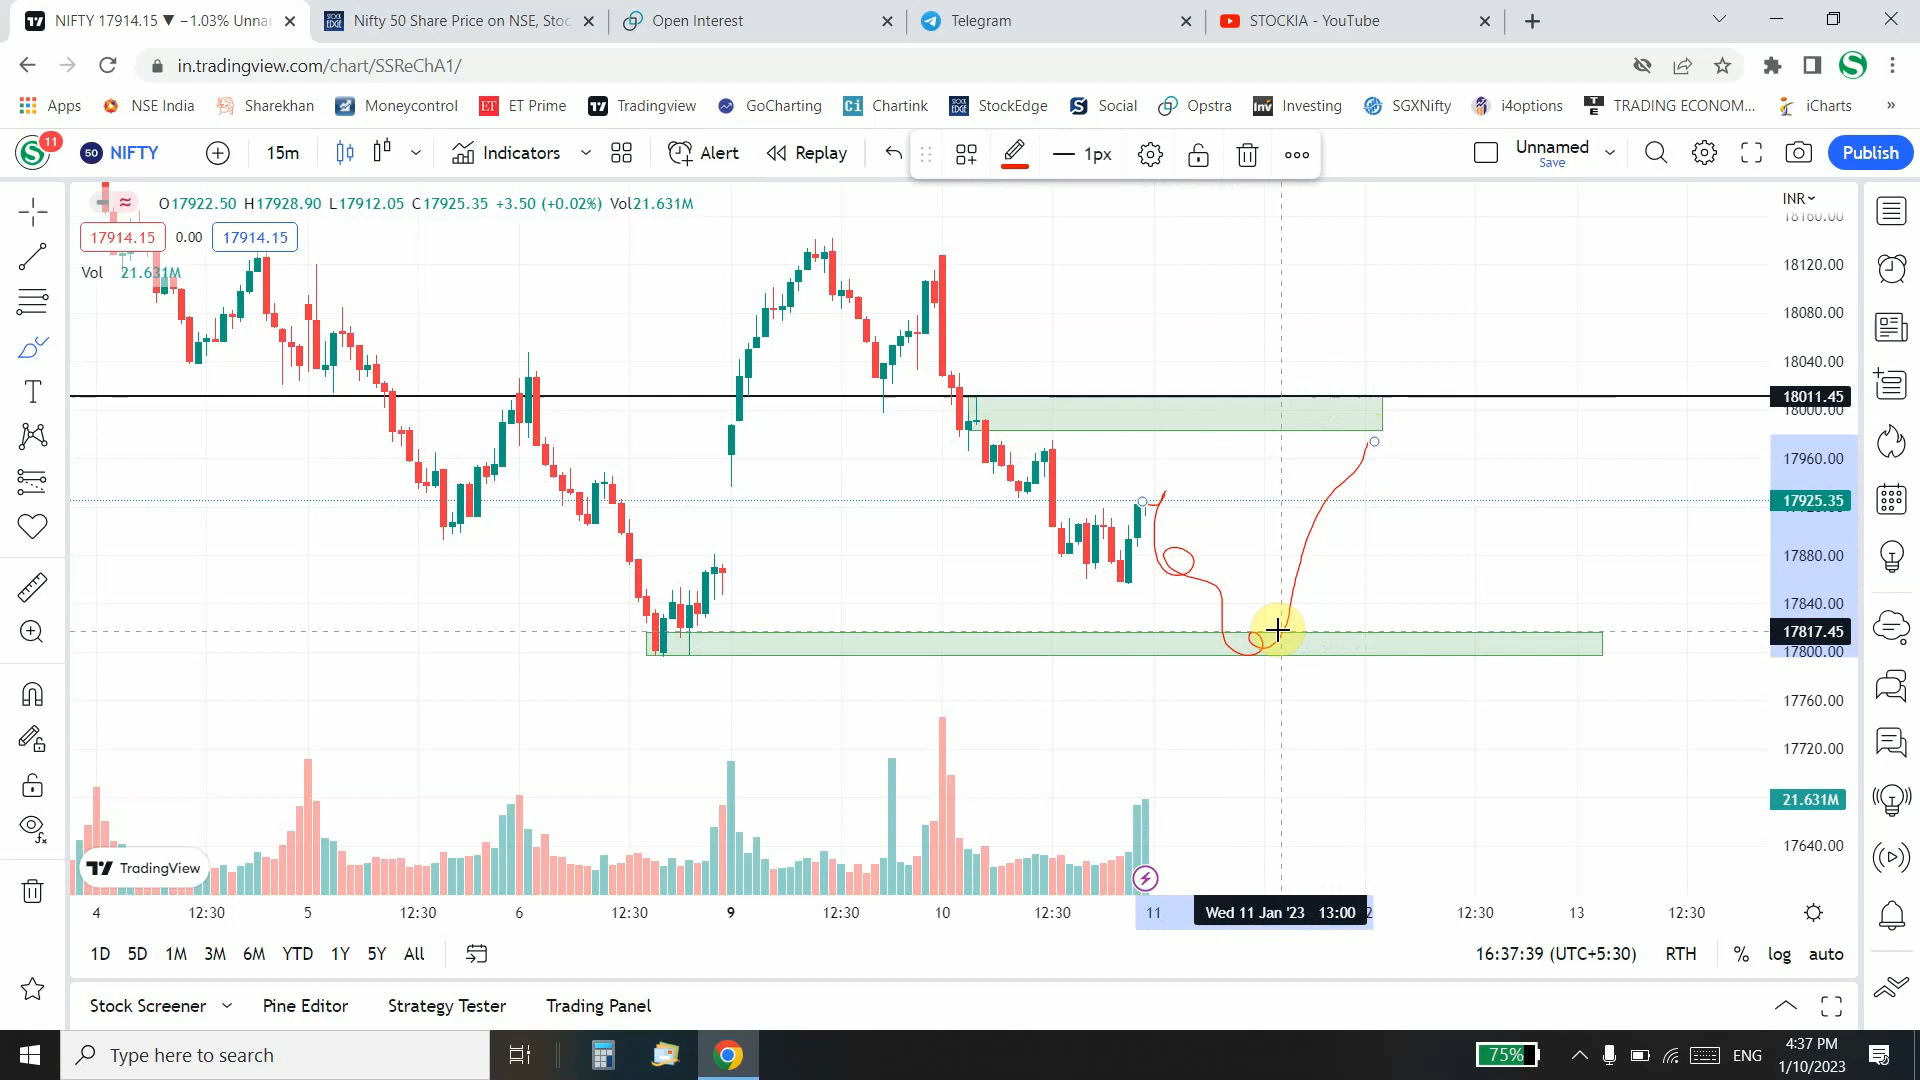 NIFTY 17914.15 ▼ −1.03% Unnar
Nifty 50 Share Price on NSE, Stoc
Open Interest
Telegram
STOCKIA - YouTube
in.tradingview.com/chart/SSReChA1/
Apps
NSE India
Sharekhan
Moneycontrol
ET Prime
Tradingview
GoCharting
Chartink
StockEdge
Social
Opstra
Investing
SGXNifty
i4options
TRADING ECONOM...
iCharts
»
11
50 NIFTY
15m
Indicators
Alert
Replay
1px
Unnamed
Save
Publish
O17922.50 H17928.90 L17912.05 C17925.35 +3.50 (+0.02%) Vol21.631M
INR
17914.15 0.00 17914.15
Vol 21.631M
18160.00
18120.00
18080.00
18040.00
18011.45
18000.00
17960.00
17925.35
17880.00
17840.00
17817.45
17800.00
17760.00
17720.00
21.631M
17640.00
TradingView
4 12:30 5 12:30 6 12:30 9 12:30 10 12:30 11 Wed 11 Jan '23 13:00 2 12:30 13 12:30
1D 5D 1M 3M 6M YTD 1Y 5Y All
16:37:39 (UTC+5:30) RTH % log auto
Stock Screener
Pine Editor
Strategy Tester
Trading Panel
Type here to search
75%
ENG
4:37 PM
1/10/2023